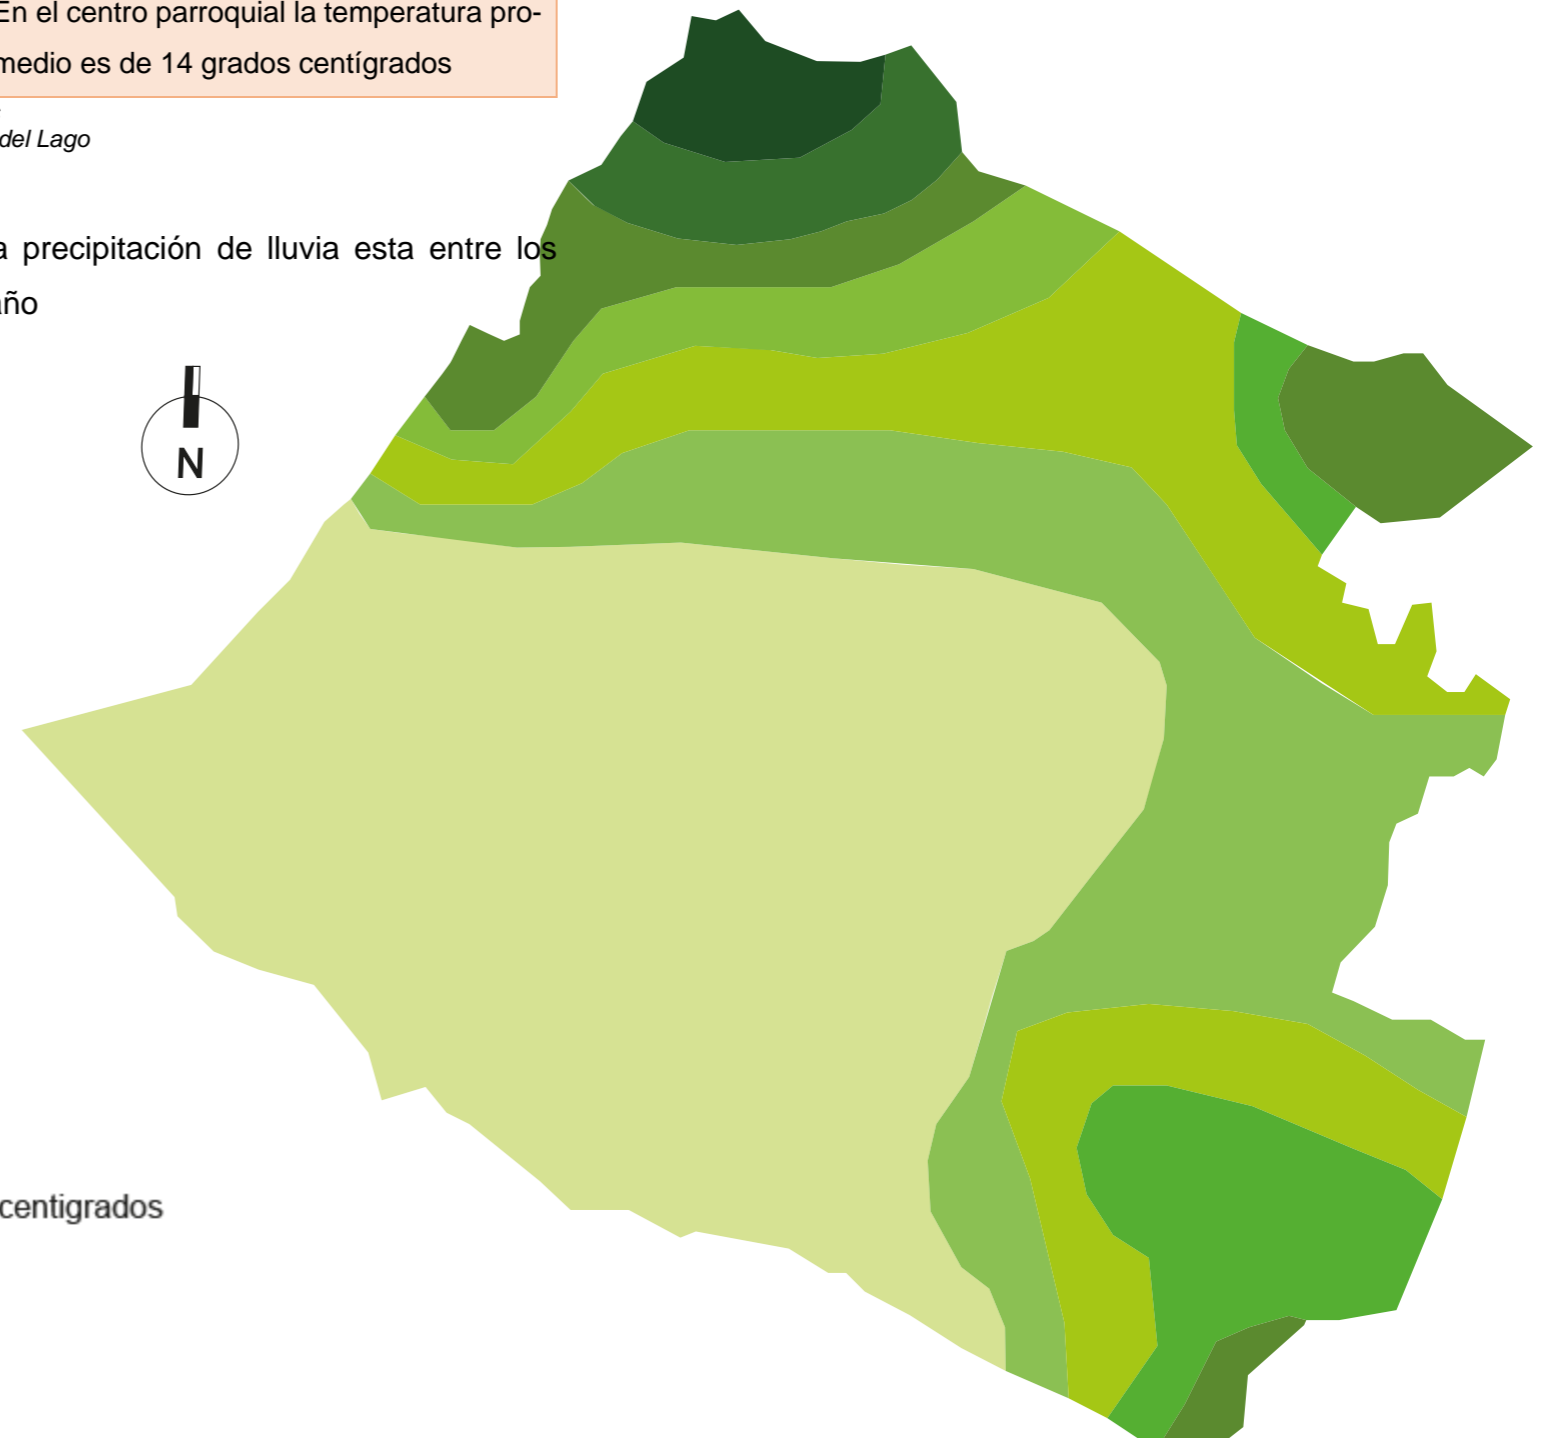 En el centro parroquial la temperatura pro-
medio es de 14 grados centígrados
del Lago
a precipitación de lluvia esta entre los
año
N
centigrados